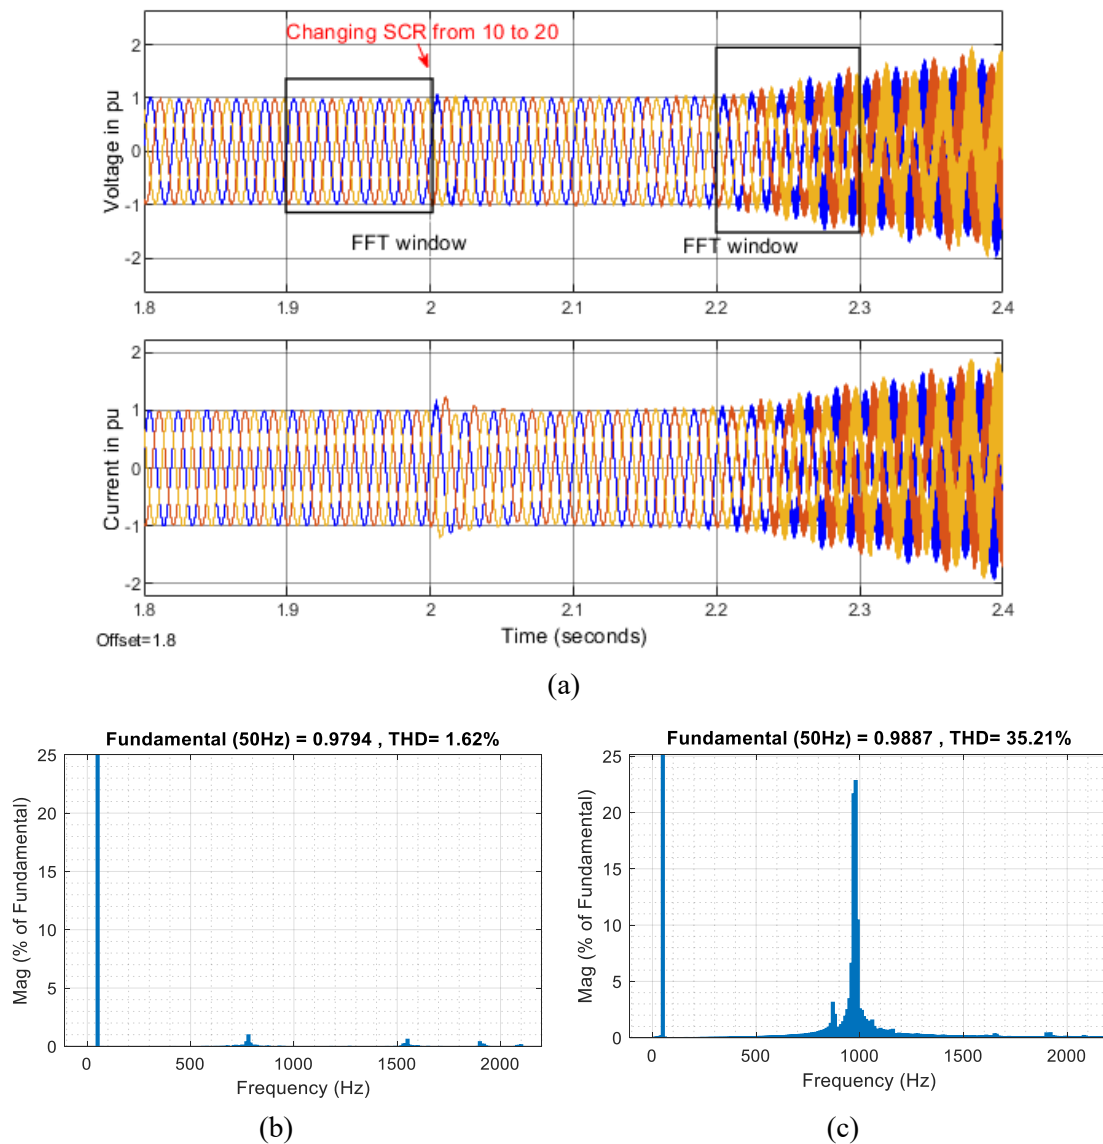 Changing SCR from 10 to 20
Voltage in pu
2
1
0
-1
-2
FFT window
FFT window
1.8 1.9 2 2.1 2.2 2.3 2.4
Current in pu
2
1
0
-1
-2
1.8 1.9 2 2.1 2.2 2.3 2.4
Offset=1.8
Time (seconds)
(a)
Fundamental (50Hz) = 0.9794 , THD= 1.62%
Mag (% of Fundamental)
25
20
15
10
5
0
0 500 1000 1500 2000
Frequency (Hz)
(b)
Fundamental (50Hz) = 0.9887 , THD= 35.21%
Mag (% of Fundamental)
25
20
15
10
5
0
0 500 1000 1500 2000
Frequency (Hz)
(c)